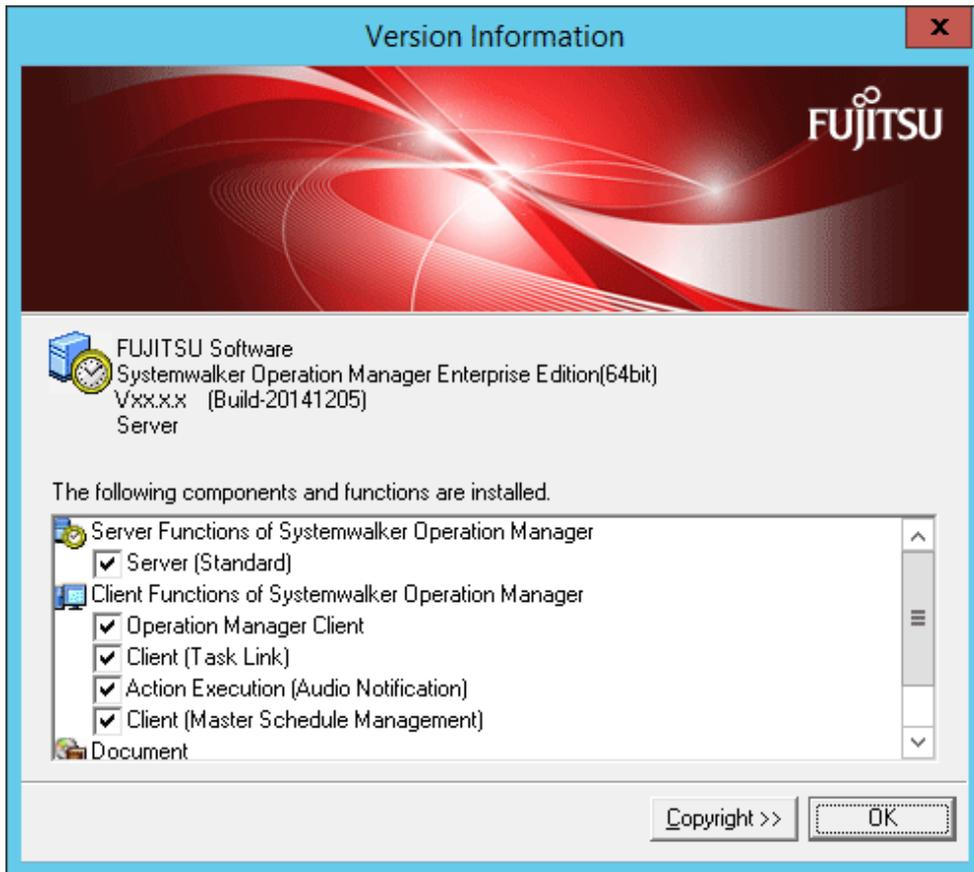 Version Information
x
FUJITSU
FUJITSU Software
Systemwalker Operation Manager Enterprise Edition(64bit)
Vxx.x.x (Build-20141205)
Server
The following components and functions are installed.
Server Functions of Systemwalker Operation Manager
Server (Standard)
Client Functions of Systemwalker Operation Manager
Operation Manager Client
Client (Task Link)
Action Execution (Audio Notification)
Client (Master Schedule Management)
Document
Copyright >>
OK